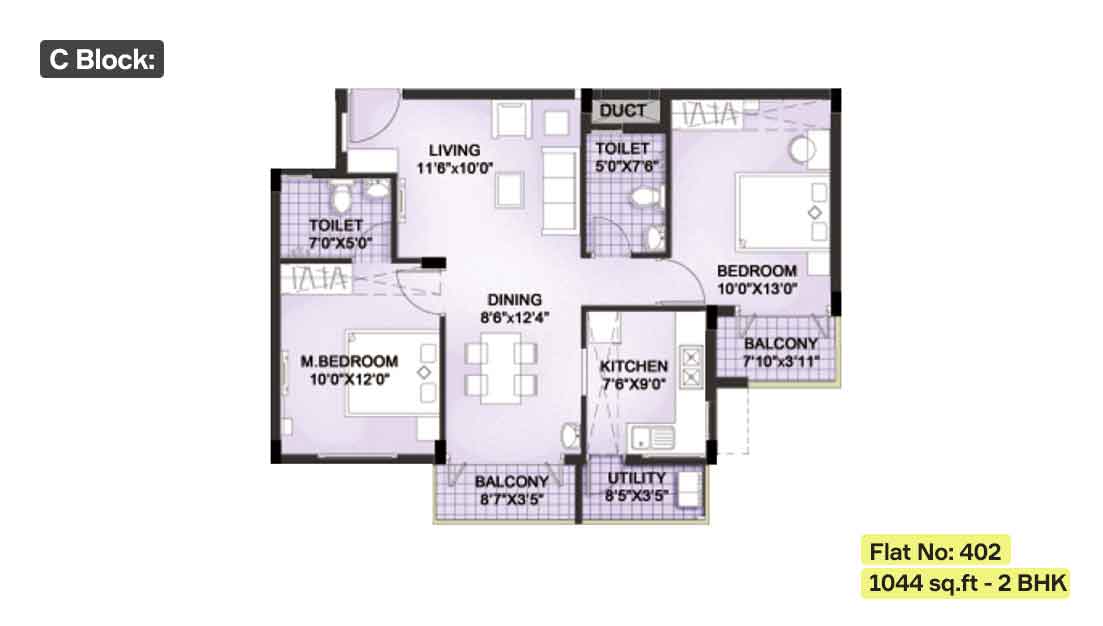 C Block:
DUCT
LIVING
11'6"x10'0"
TOILET
5'0"X7'6"
TOILET
7'0"X5'0"
BEDROOM
10'0"X13'0"
DINING
8'6"x12'4"
BALCONY
7'10"x3'11"
M.BEDROOM
10'0"X12'0"
KITCHEN
7'6"X9'0"
BALCONY
8'7"X3'5"
UTILITY
8'5"X3'5"
Flat No: 402
1044 sq.ft - 2 BHK